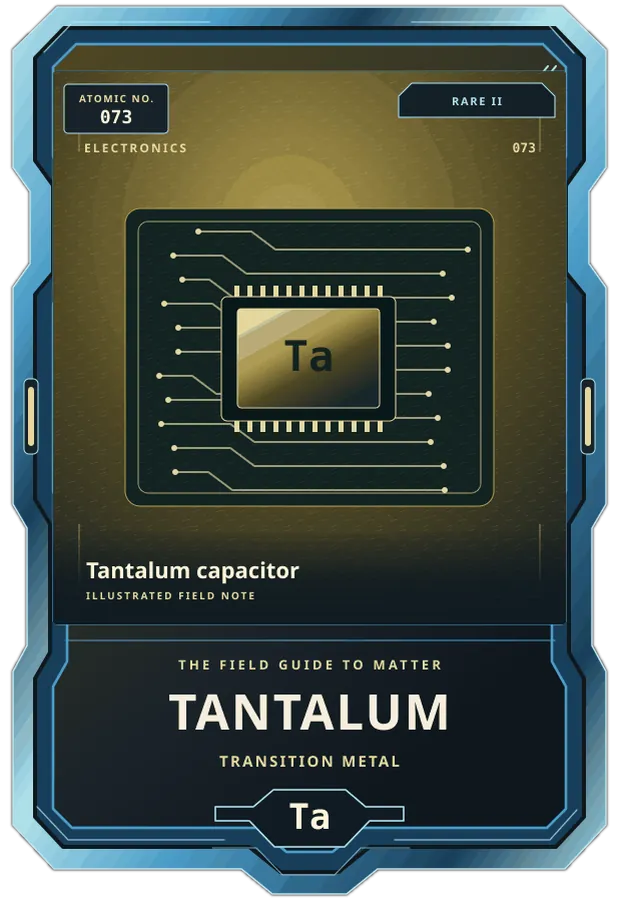 ATOMIC NO.
073
RARE II
ELECTRONICS
073
Ta
Tantalum capacitor
ILLUSTRATED FIELD NOTE
THE FIELD GUIDE TO MATTER
TANTALUM
TRANSITION METAL
Ta